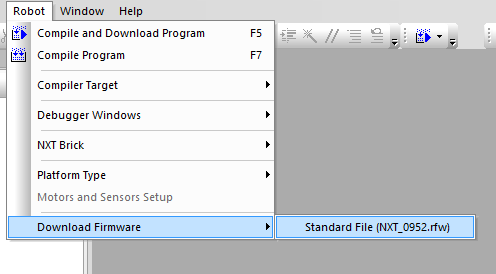 Robot Window Help
Compile and Download Program F5
Compile Program F7
Compiler Target
Debugger Windows
NXT Brick
Platform Type
Motors and Sensors Setup
Download Firmware Standard File (NXT_0952.rfw)